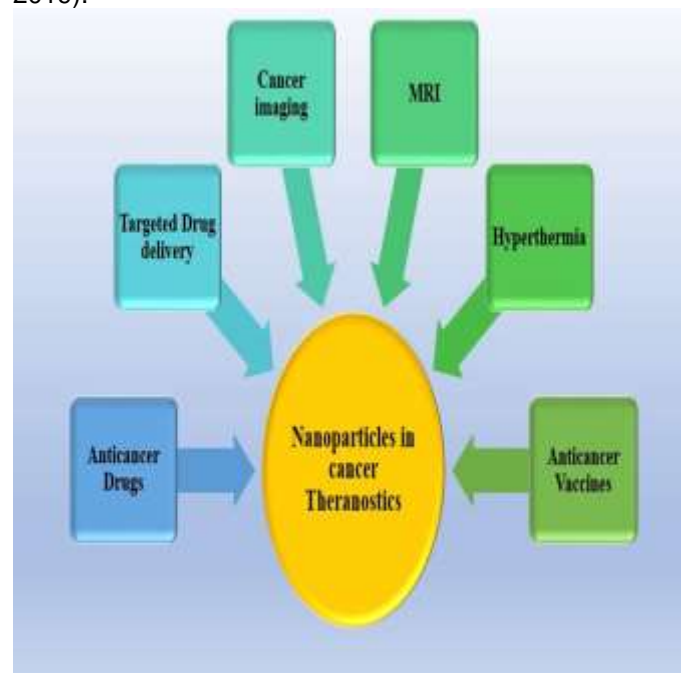 Cancer
imaging
MRI
Targeted Drug
delivery
Hyperthermia
Anticancer
Drugs
Nanoparticles in
cancer
Theranostics
Anticancer
Vaccines